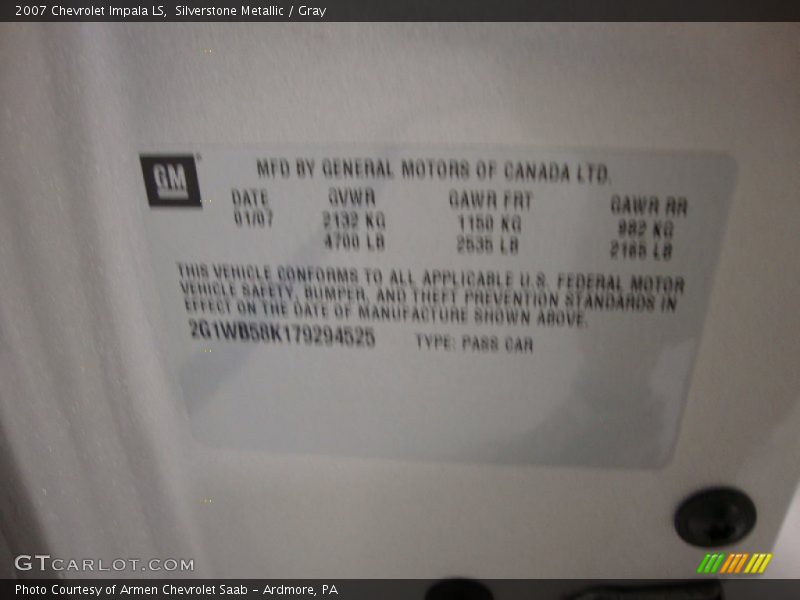 2007 Chevrolet Impala LS, Silverstone Metallic / Gray
GM
MFD BY GENERAL MOTORS OF CANADA LTD.
DATE GVWR GAWR FRT GAWR RR
01/07 2132 KG 1150 KG 982 KG
4700 LB 2535 LB 2165 LB
THIS VEHICLE CONFORMS TO ALL APPLICABLE U.S. FEDERAL MOTOR
VEHICLE SAFETY, BUMPER, AND THEFT PREVENTION STANDARDS IN
EFFECT ON THE DATE OF MANUFACTURE SHOWN ABOVE.
2G1WB58K179294525 TYPE: PASS CAR
GTCARLOT.COM
Photo Courtesy of Armen Chevrolet Saab - Ardmore, PA